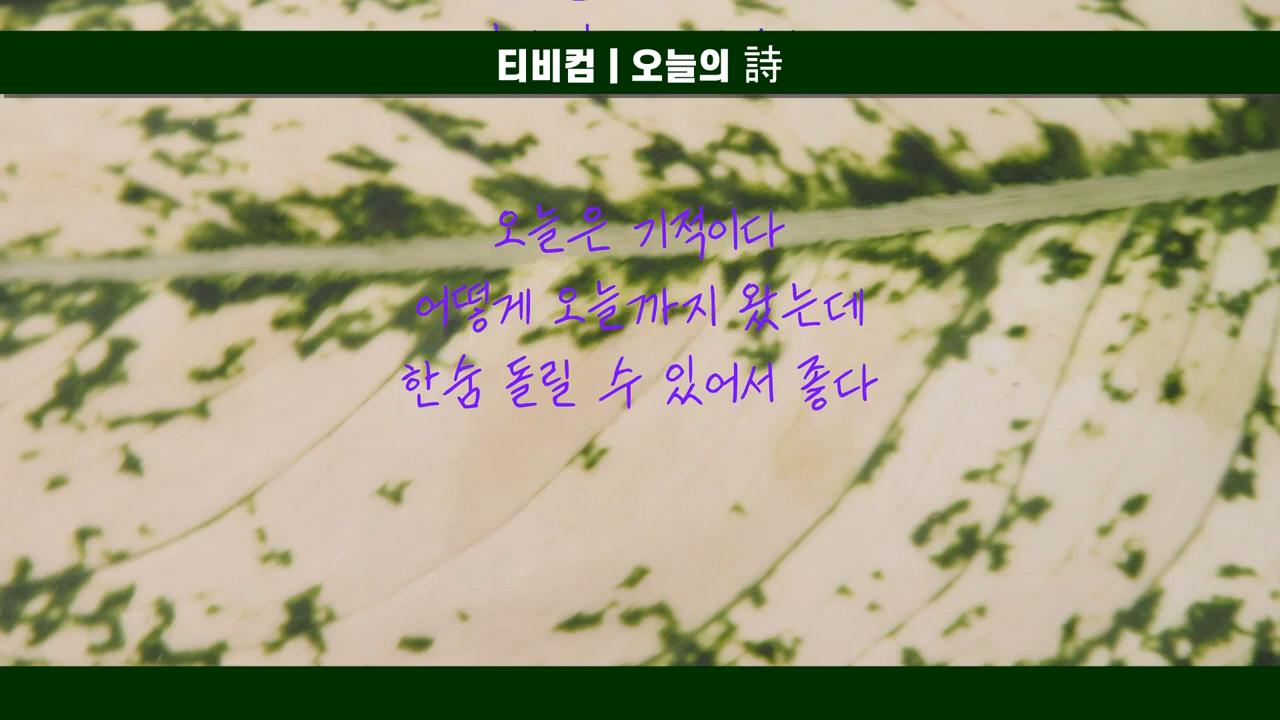 티비컴 | 오늘의 詩
오늘은 기적이다
어떻게 오늘까지 왔는데
한숨 돌릴 수 있어서 좋다